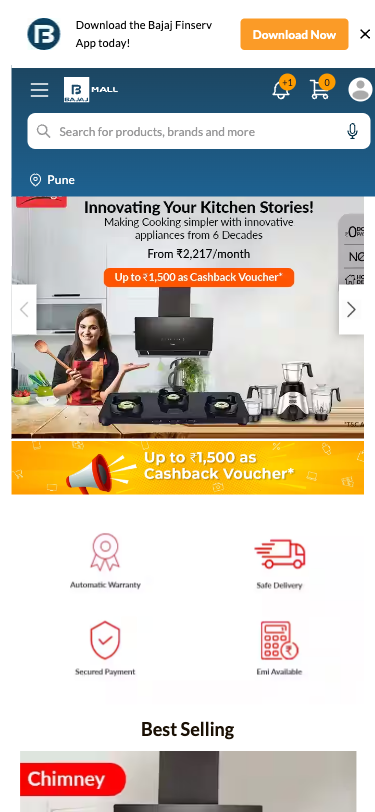 Download the Bajaj Finserv
App today!
Download Now
B
BAJAJ
MALL
+1
0
Search for products, brands and more
Pune
Innovating Your Kitchen Stories!
Making Cooking simpler with innovative
appliances from 6 Decades
From ₹2,217/month
Up to ₹1,500 as Cashback Voucher*
*T&C A
Up to ₹1,500 as
Cashback Voucher*
Automatic Warranty
Safe Delivery
Secured Payment
Emi Available
Best Selling
Chimney